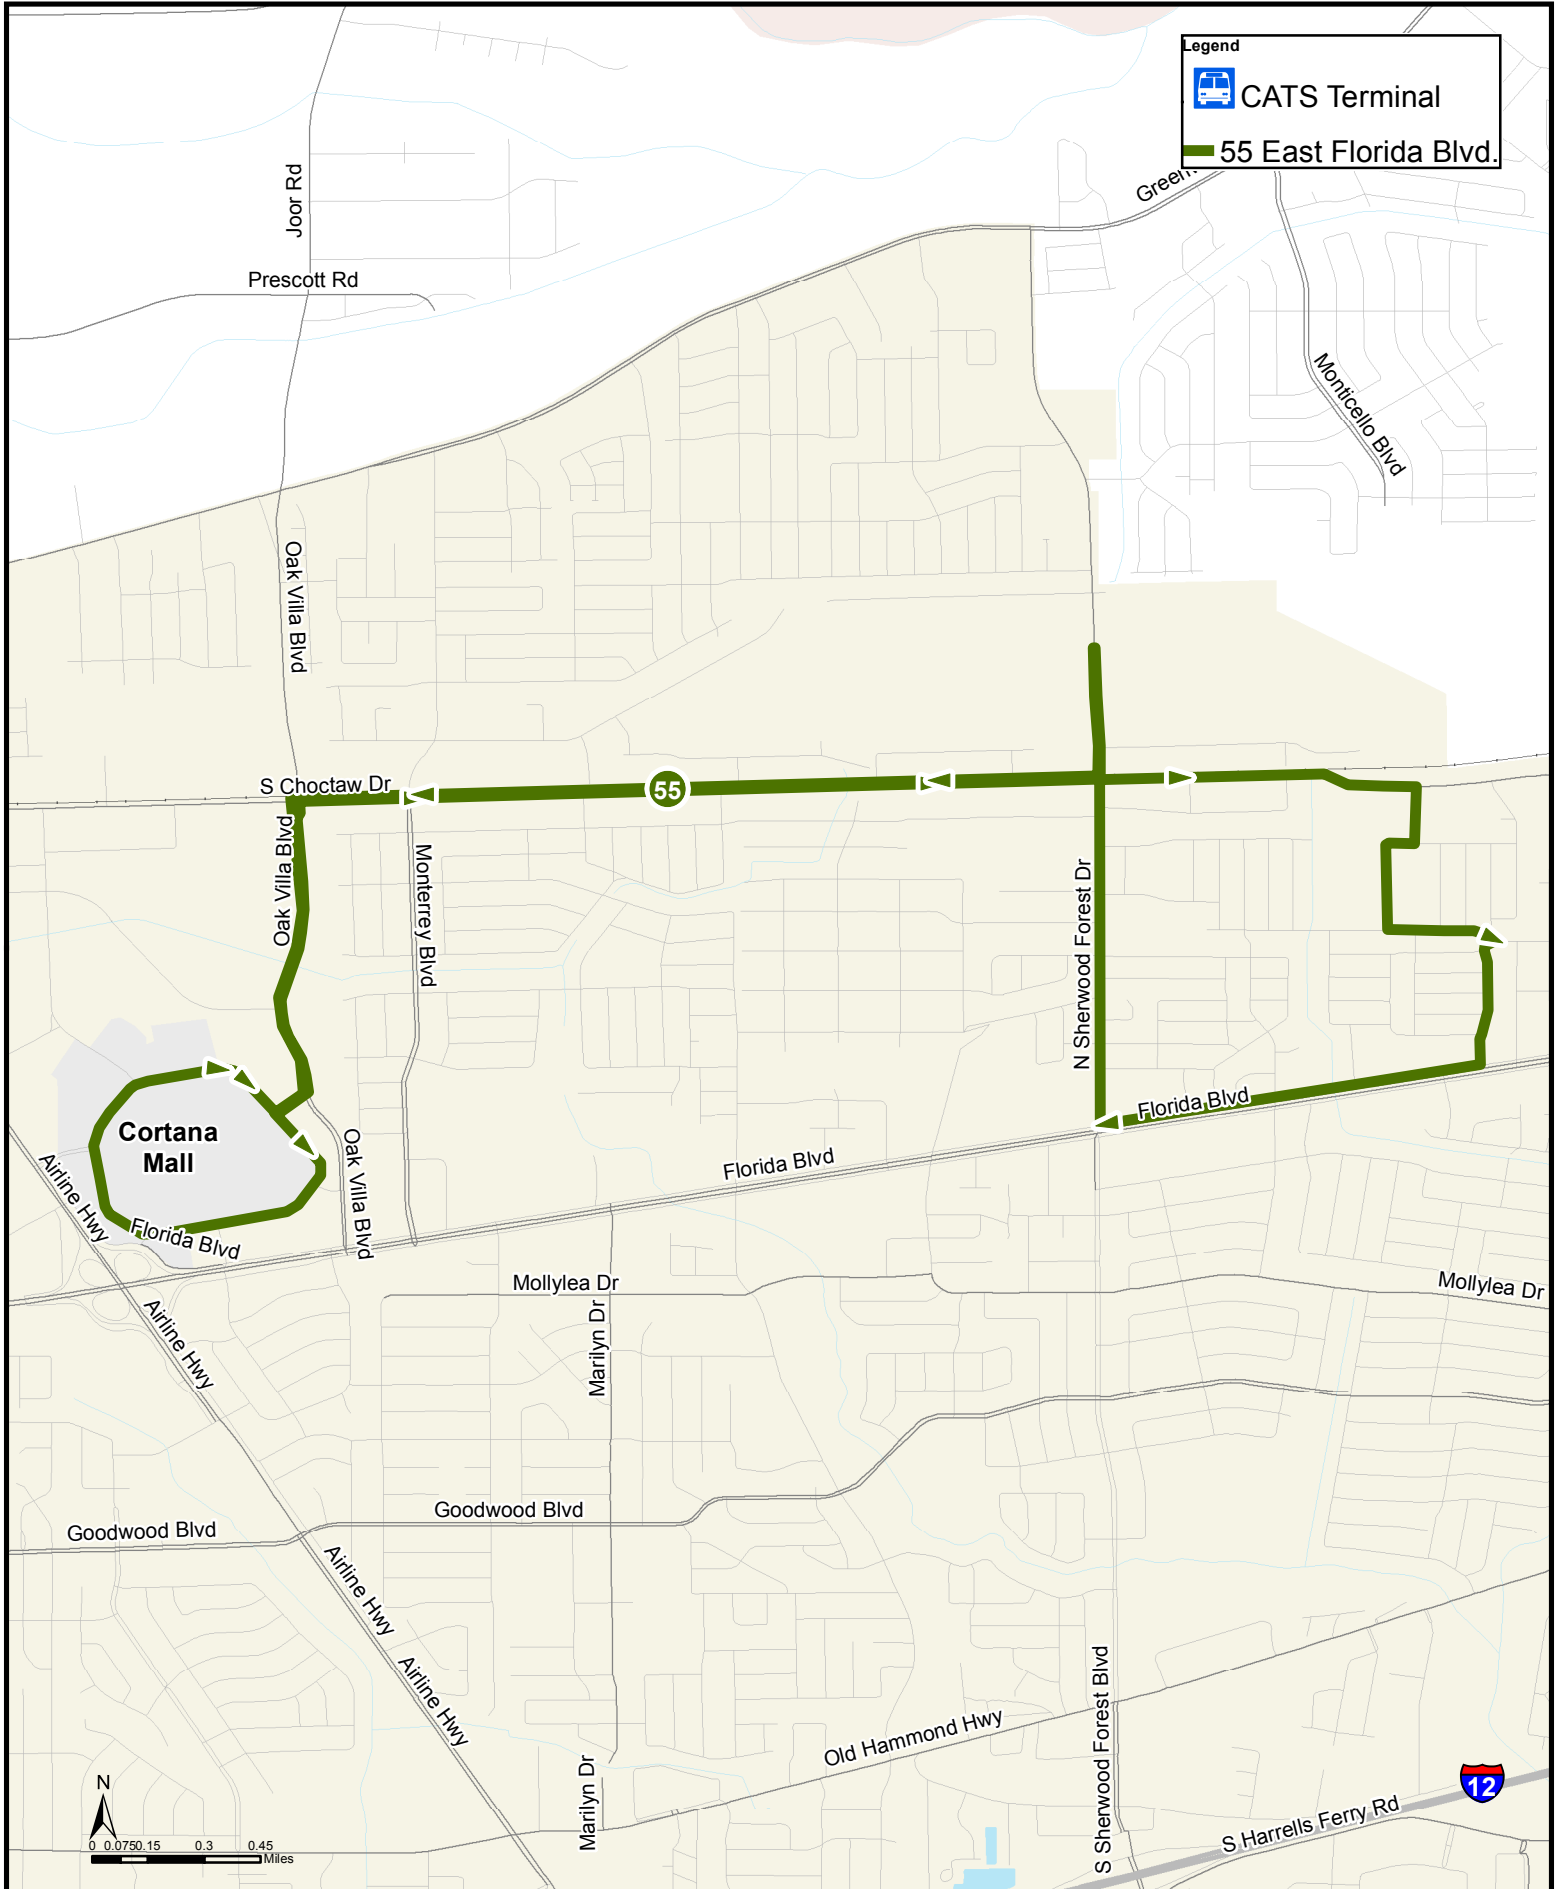 Legend
CATS Terminal
55 East Florida Blvd.
Joor Rd
Prescott Rd
Monticello Blvd
Oak Villa Blvd
S Choctaw Dr
55
Oak Villa Blvd
Monterrey Blvd
N Sherwood Forest Dr
Florida Blvd
Cortana
Mall
Oak Villa Blvd
Florida Blvd
Airline Hwy
Florida Blvd
Mollylea Dr
Mollylea Dr
Airline Hwy
Marilyn Dr
Goodwood Blvd
Goodwood Blvd
Airline Hwy
Airline Hwy
S Sherwood Forest Blvd
Old Hammond Hwy
Marilyn Dr
12
S Harrells Ferry Rd
N
0 0.075 0.15 0.3 0.45
Miles